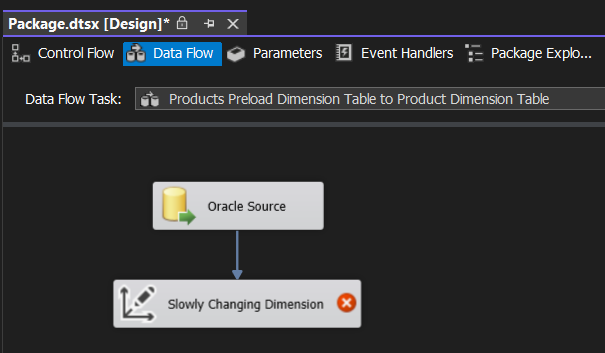 Package.dtsx [Design]*
Control Flow Data Flow Parameters Event Handlers Package Explo...
Data Flow Task: Products Preload Dimension Table to Product Dimension Table
Oracle Source
Slowly Changing Dimension